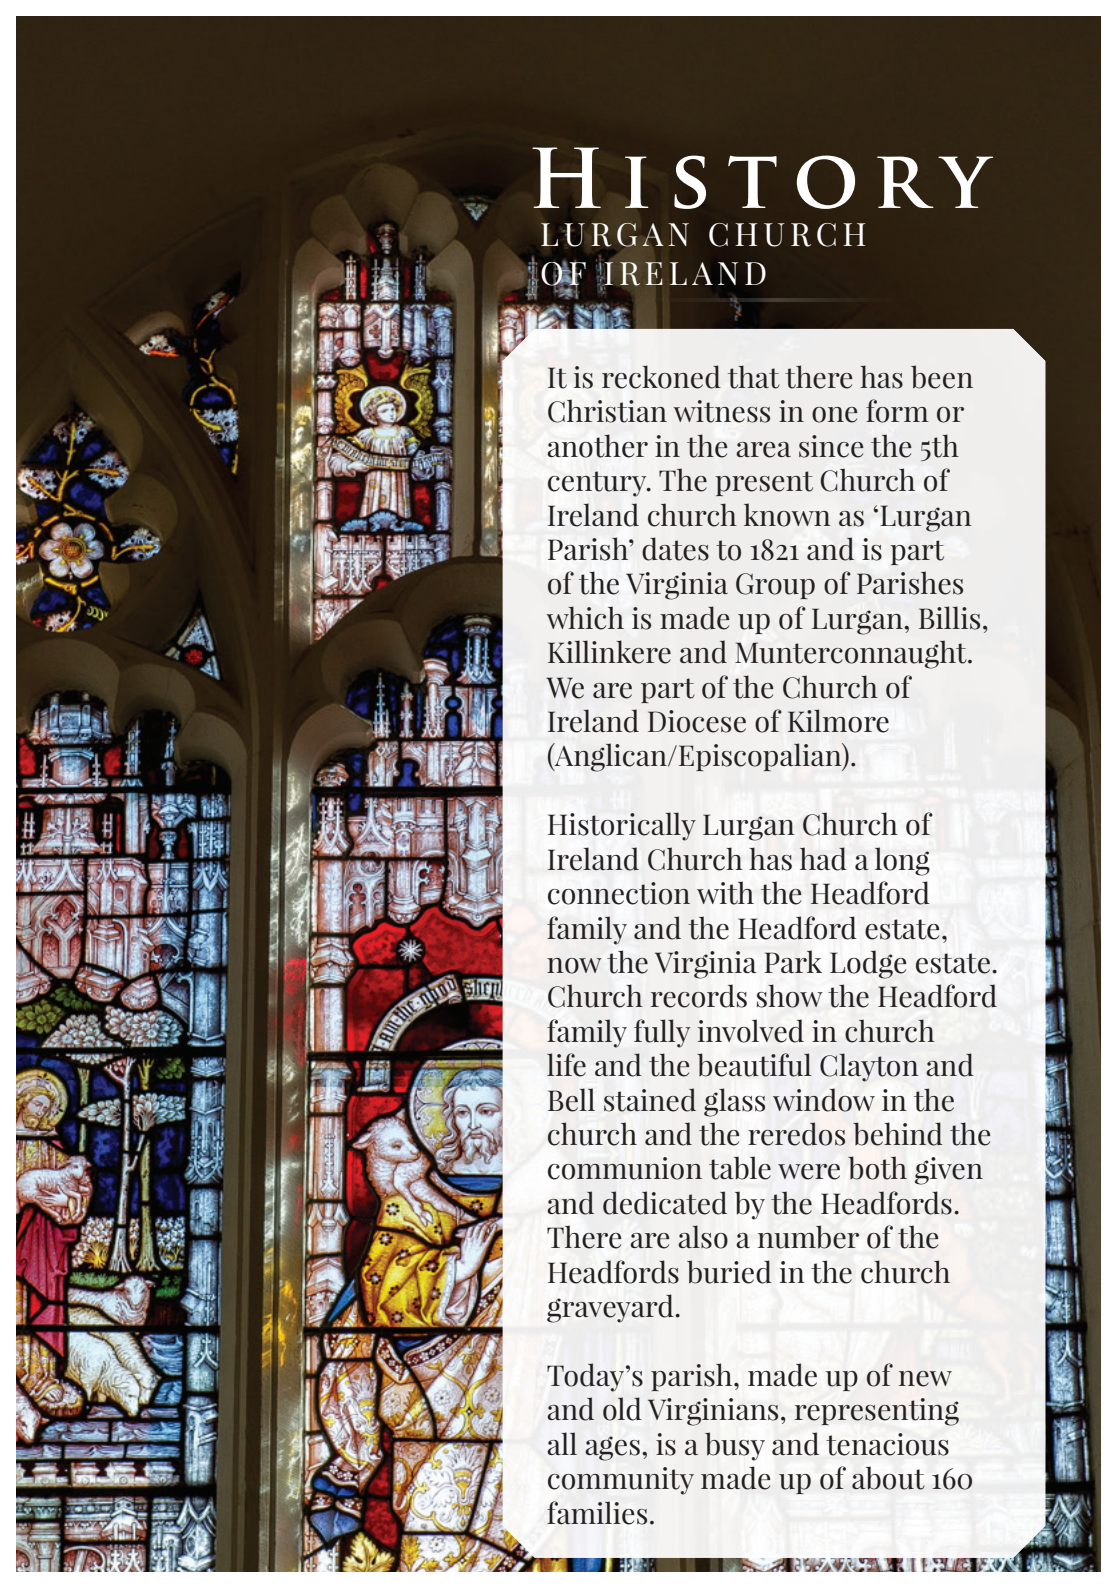 HISTORY
LURGAN CHURCH
OF IRELAND
It is reckoned that there has been
Christian witness in one form or
another in the area since the 5th
century. The present Church of
Ireland church known as ‘Lurgan
Parish’ dates to 1821 and is part
of the Virginia Group of Parishes
which is made up of Lurgan, Billis,
Killinkere and Munterconnaught.
We are part of the Church of
Ireland Diocese of Kilmore
(Anglican/Episcopalian).
Historically Lurgan Church of
Ireland Church has had a long
connection with the Headford
family and the Headford estate,
now the Virginia Park Lodge estate.
Church records show the Headford
family fully involved in church
life and the beautiful Clayton and
Bell stained glass window in the
church and the reredos behind the
communion table were both given
and dedicated by the Headfords.
There are also a number of the
Headfords buried in the church
graveyard.
Today’s parish, made up of new
and old Virginians, representing
all ages, is a busy and tenacious
community made up of about 160
families.
I am the good shepherd